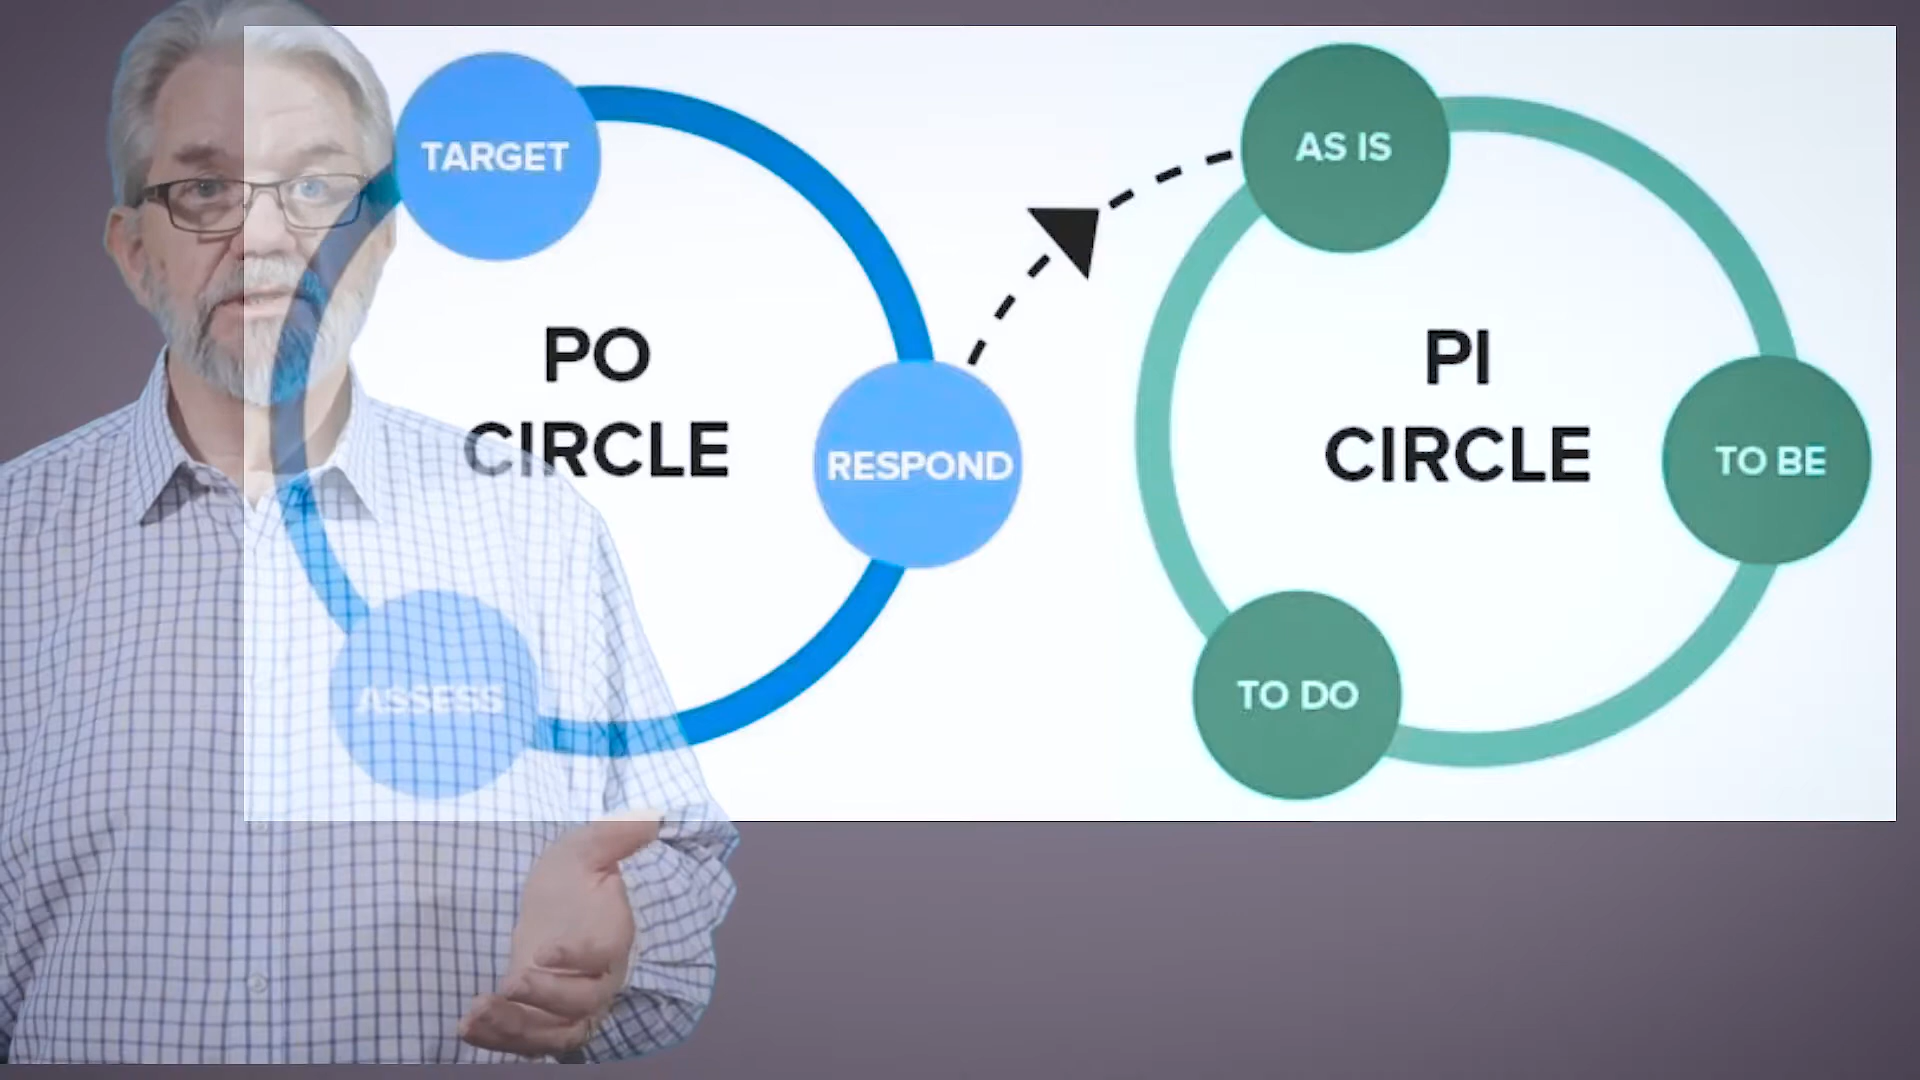 TARGET
PO
CIRCLE
RESPOND
ASSESS
AS IS
PI
CIRCLE
TO BE
TO DO